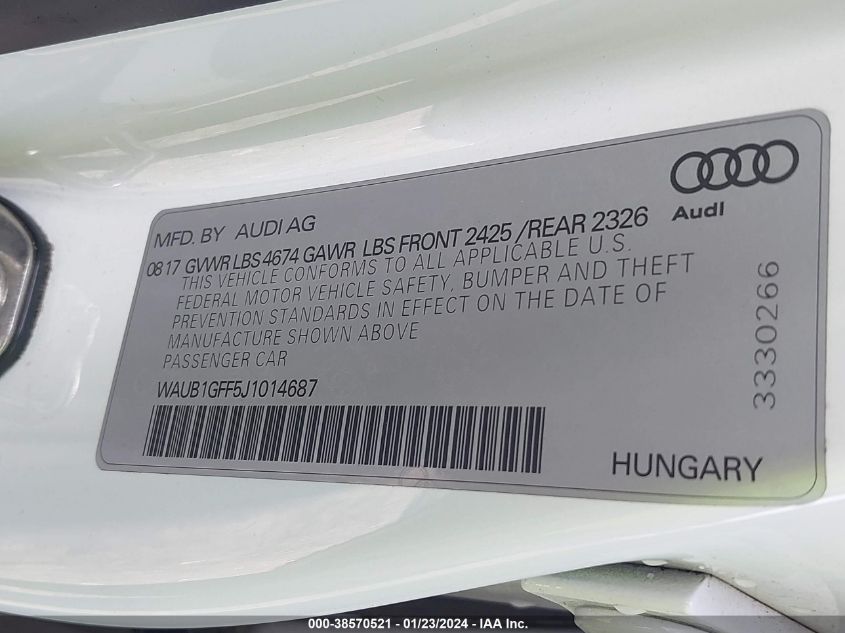 Audi
MFD. BY AUDI AG
08 17 GVWR LBS 4674 GAWR LBS FRONT 2425 /REAR 2326
THIS VEHICLE CONFORMS TO ALL APPLICABLE U.S.
FEDERAL MOTOR VEHICLE SAFETY, BUMPER AND THEFT
PREVENTION STANDARDS IN EFFECT ON THE DATE OF
MANUFACTURE SHOWN ABOVE
PASSENGER CAR
WAUB1GFF5J1014687
3330266
HUNGARY
000-38570521 - 01/23/2024 - IAA Inc.